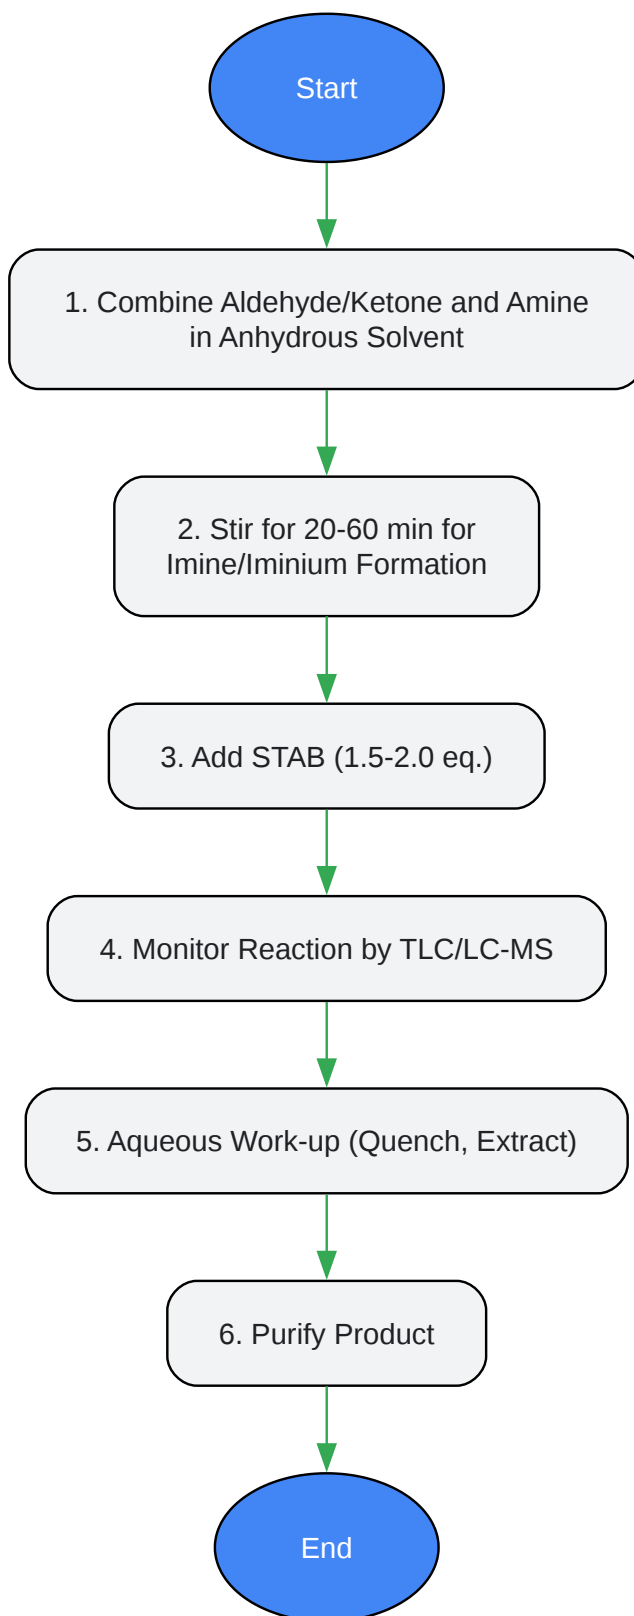 Start
1. Combine Aldehyde/Ketone and Amine
in Anhydrous Solvent
2. Stir for 20-60 min for
Imine/Iminium Formation
3. Add STAB (1.5-2.0 eq.)
4. Monitor Reaction by TLC/LC-MS
5. Aqueous Work-up (Quench, Extract)
6. Purify Product
End